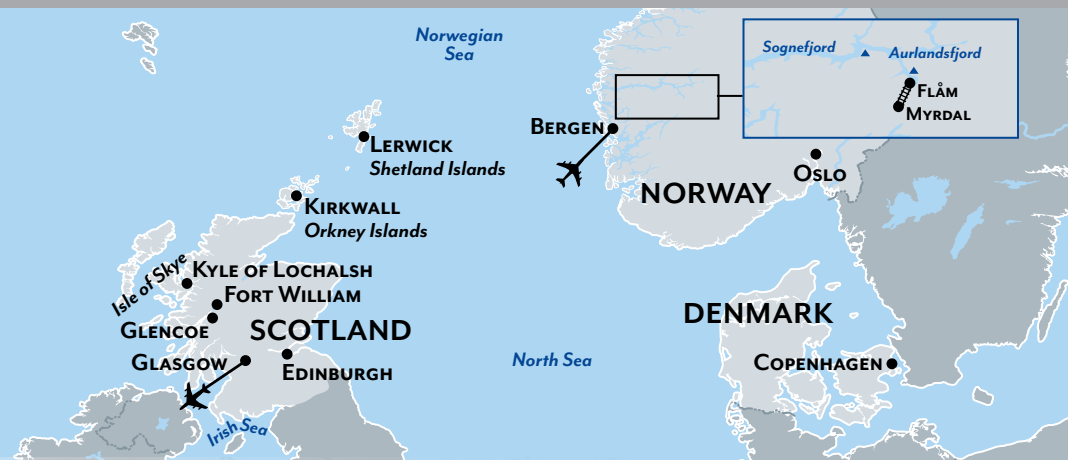 Norwegian
Sea
Sognefjord
Aurlandsfjord
FLÅM
MYRDAL
BERGEN
LERWICK
Shetland Islands
OSLO
NORWAY
KIRKWALL
Orkney Islands
Isle of Skye
KYLE OF LOCHALSH
FORT WILLIAM
GLENCOE
SCOTLAND
DENMARK
GLASGOW
EDINBURGH
North Sea
COPENHAGEN
Irish Sea